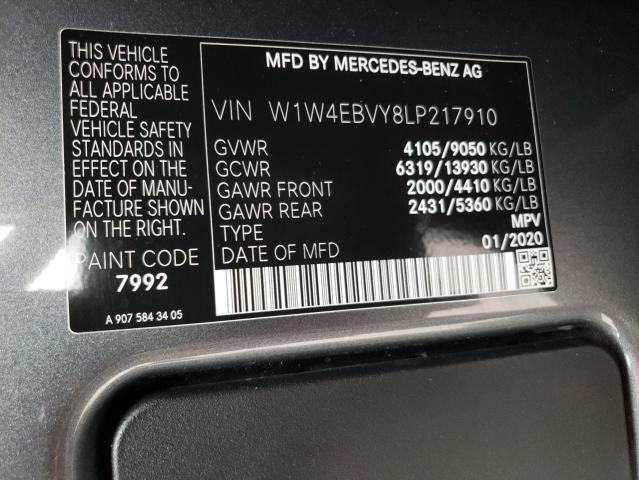 THIS VEHICLE
CONFORMS TO
ALL APPLICABLE
FEDERAL MOTOR
VEHICLE SAFETY
STANDARDS IN
EFFECT ON THE
DATE OF MANU-
FACTURE SHOWN
ON THE RIGHT.
PAINT CODE
7992
A 907 584 34 05
MFD BY MERCEDES-BENZ AG
VIN W1W4EBVY8LP217910
GVWR 4105/9050 KG/LB
GCWR 6319/13930 KG/LB
GAWR FRONT 2000/4410 KG/LB
GAWR REAR 2431/5360 KG/LB
TYPE MPV
DATE OF MFD 01/2020